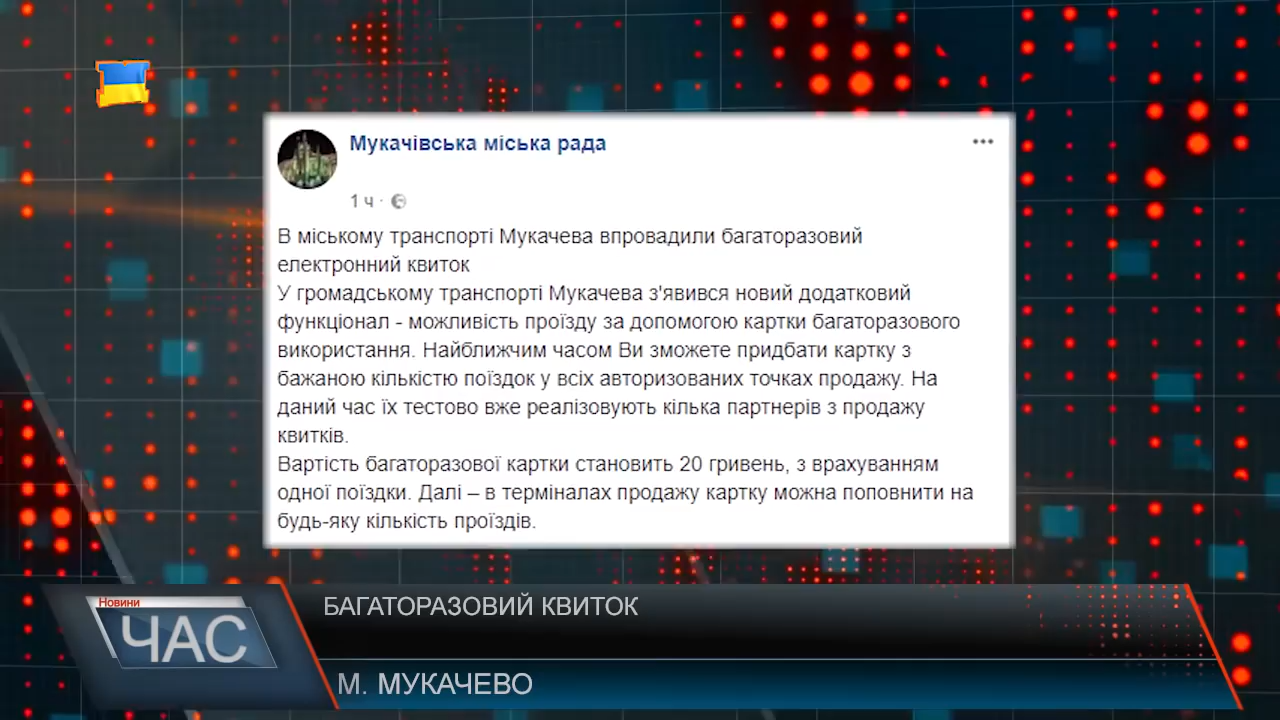 Мукачівська міська рада
1 ч ·
В міському транспорті Мукачева впровадили багаторазовий
електронний квиток
У громадському транспорті Мукачева з'явився новий додатковий
функціонал - можливість проїзду за допомогою картки багаторазового
використання. Найближчим часом Ви зможете придбати картку з
бажаною кількістю поїздок у всіх авторизованих точках продажу. На
даний час їх тестово вже реалізовують кілька партнерів з продажу
квитків.
Вартість багаторазової картки становить 20 гривень, з врахуванням
одної поїздки. Далі – в терміналах продажу картку можна поповнити на
будь-яку кількість проїздів.
Новини
ЧАС
БАГАТОРАЗОВИЙ КВИТОК
М. МУКАЧЕВО